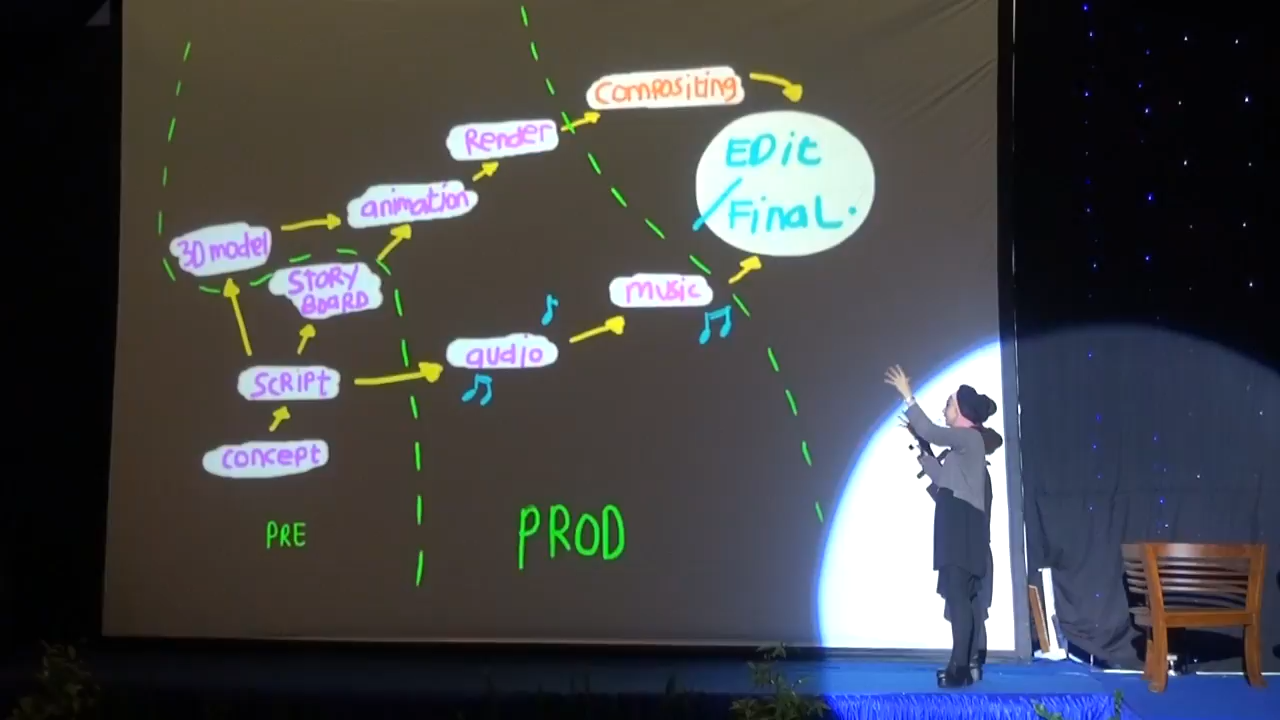 Compositing
Render
EDit
/Final.
animation
3D model
STORY
BOARD
music
audio
SCRIPt
concept
PRE
PROD